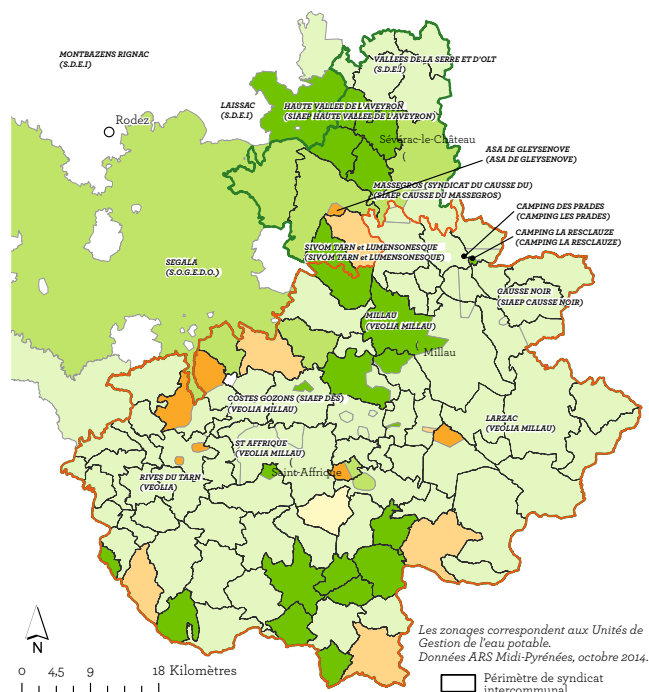 MONTBAZENS RIGNAC
(S.D.E.I)
VALLEES DE LA SERRE ET D'OLT
(S.D.E.I)
LAISSAC
(S.D.E.I)
HAUTE VALLEE DE L'AVEYRON
(SIAEP HAUTE VALLEE DE L'AVEYRON)
Rodez
Séverac-le-Château
ASA DE GLEYSENOVE
(ASA DE GLEYSENOVE)
MASSEGROS (SYNDICAT DU CAUSSE DU)
(SIAEP CAUSSE DU MASSEGROS)
CAMPING DES PRADES
(CAMPING LES PRADES)
CAMPING LA RESCLAUZE
(CAMPING LA RESCLAUZE)
SIVOM TARN et LUMENSONESQUE
(SIVOM TARN et LUMENSONESQUE)
SEGALA
(S.O.G.E.D.O.)
CAUSSE NOIR
(SIAEP CAUSSE NOIR)
MILLAU
(VEOLIA MILLAU)
Millau
COSTES GOZONS (SIAEP DES)
(VEOLIA MILLAU)
LARZAC
(VEOLIA MILLAU)
ST AFFRIQUE
(VEOLIA MILLAU)
Saint-Affrique
RIVES DU TARN
(VEOLIA)
N
0 4,5 9 18 Kilomètres
Les zonages correspondent aux Unités de
Gestion de l'eau potable.
Données ARS Midi-Pyrénées, octobre 2014.
Périmètre de syndicat
intercommunal